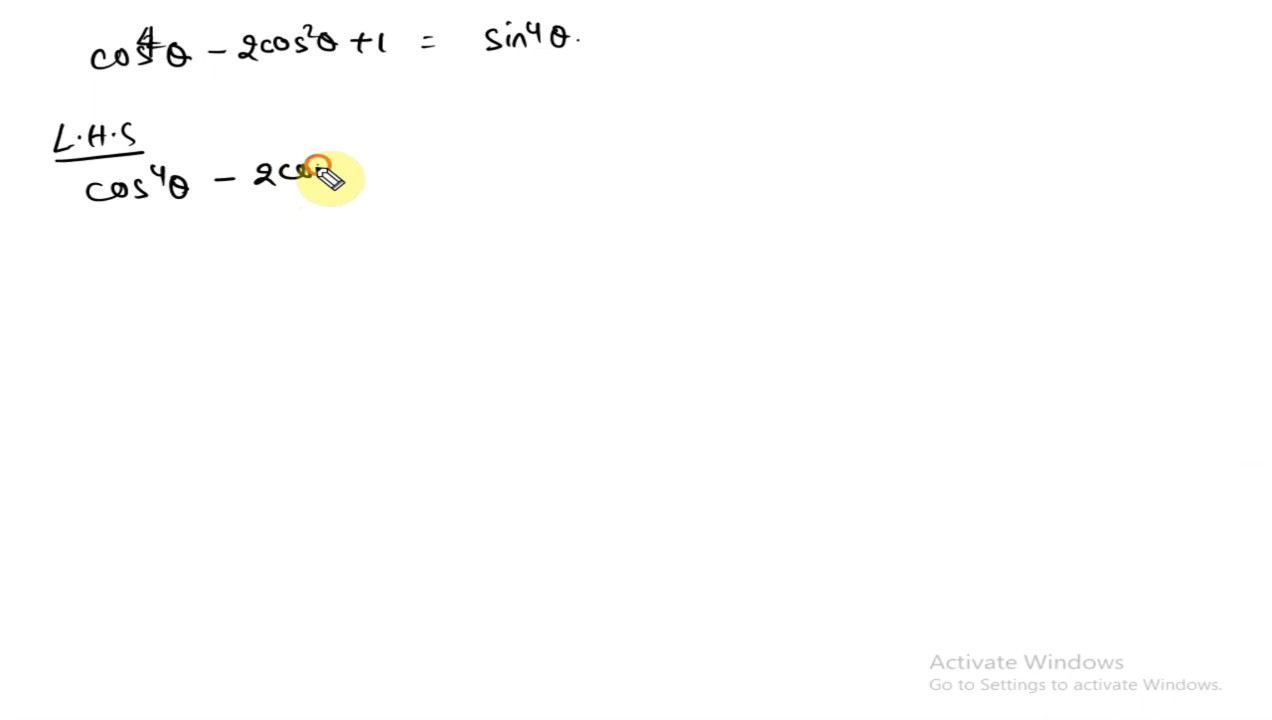 cos⁴θ - 2cos²θ + 1 = sin⁴θ.
L.H.S
cos⁴θ - 2co
Activate Windows
Go to Settings to activate Windows.